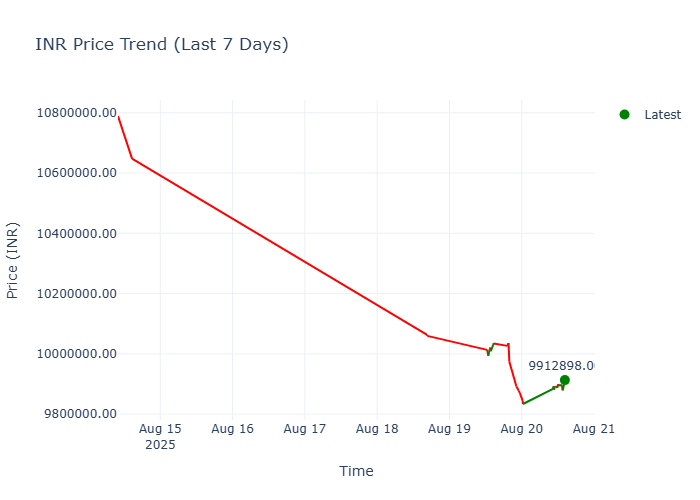 INR Price Trend (Last 7 Days)
Latest
10800000.00
10600000.00
10400000.00
10200000.00
10000000.00
9800000.00
Price (INR)
9912898.0
Aug 15
2025
Aug 16
Aug 17
Aug 18
Aug 19
Aug 20
Aug 21
Time